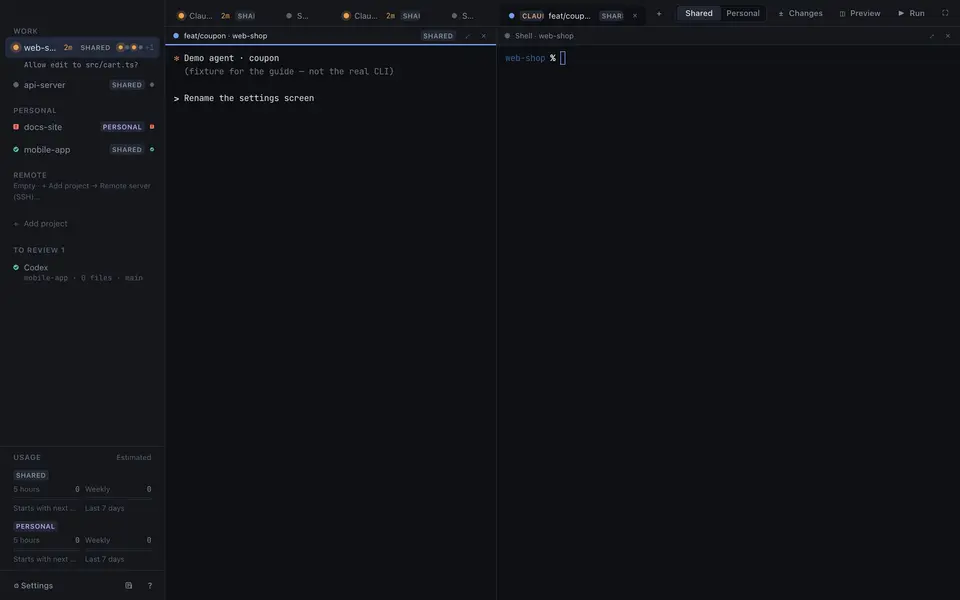 WORK
web-s... 2m SHARED -1
Allow edit to src/cart.ts?
api-server SHARED
PERSONAL
docs-site PERSONAL
mobile-app SHARED
REMOTE
Empty · + Add project → Remote server
(SSH)...
+ Add project
TO REVIEW 1
Codex
mobile-app · 0 files · main
USAGE Estimated
SHARED
5 hours 0 Weekly 0
Starts with next ... Last 7 days
PERSONAL
5 hours 0 Weekly 0
Starts with next ... Last 7 days
Settings ?
Clau... 2m SHAI
S...
Clau... 2m SHAI
S...
CLAUI feat/coup... SHAR ×
+
Shared Personal
± Changes
Preview
Run
feat/coupon · web-shop SHARED ×
Demo agent · coupon
(fixture for the guide — not the real CLI)
> Rename the settings screen
Shell · web-shop ×
web-shop %